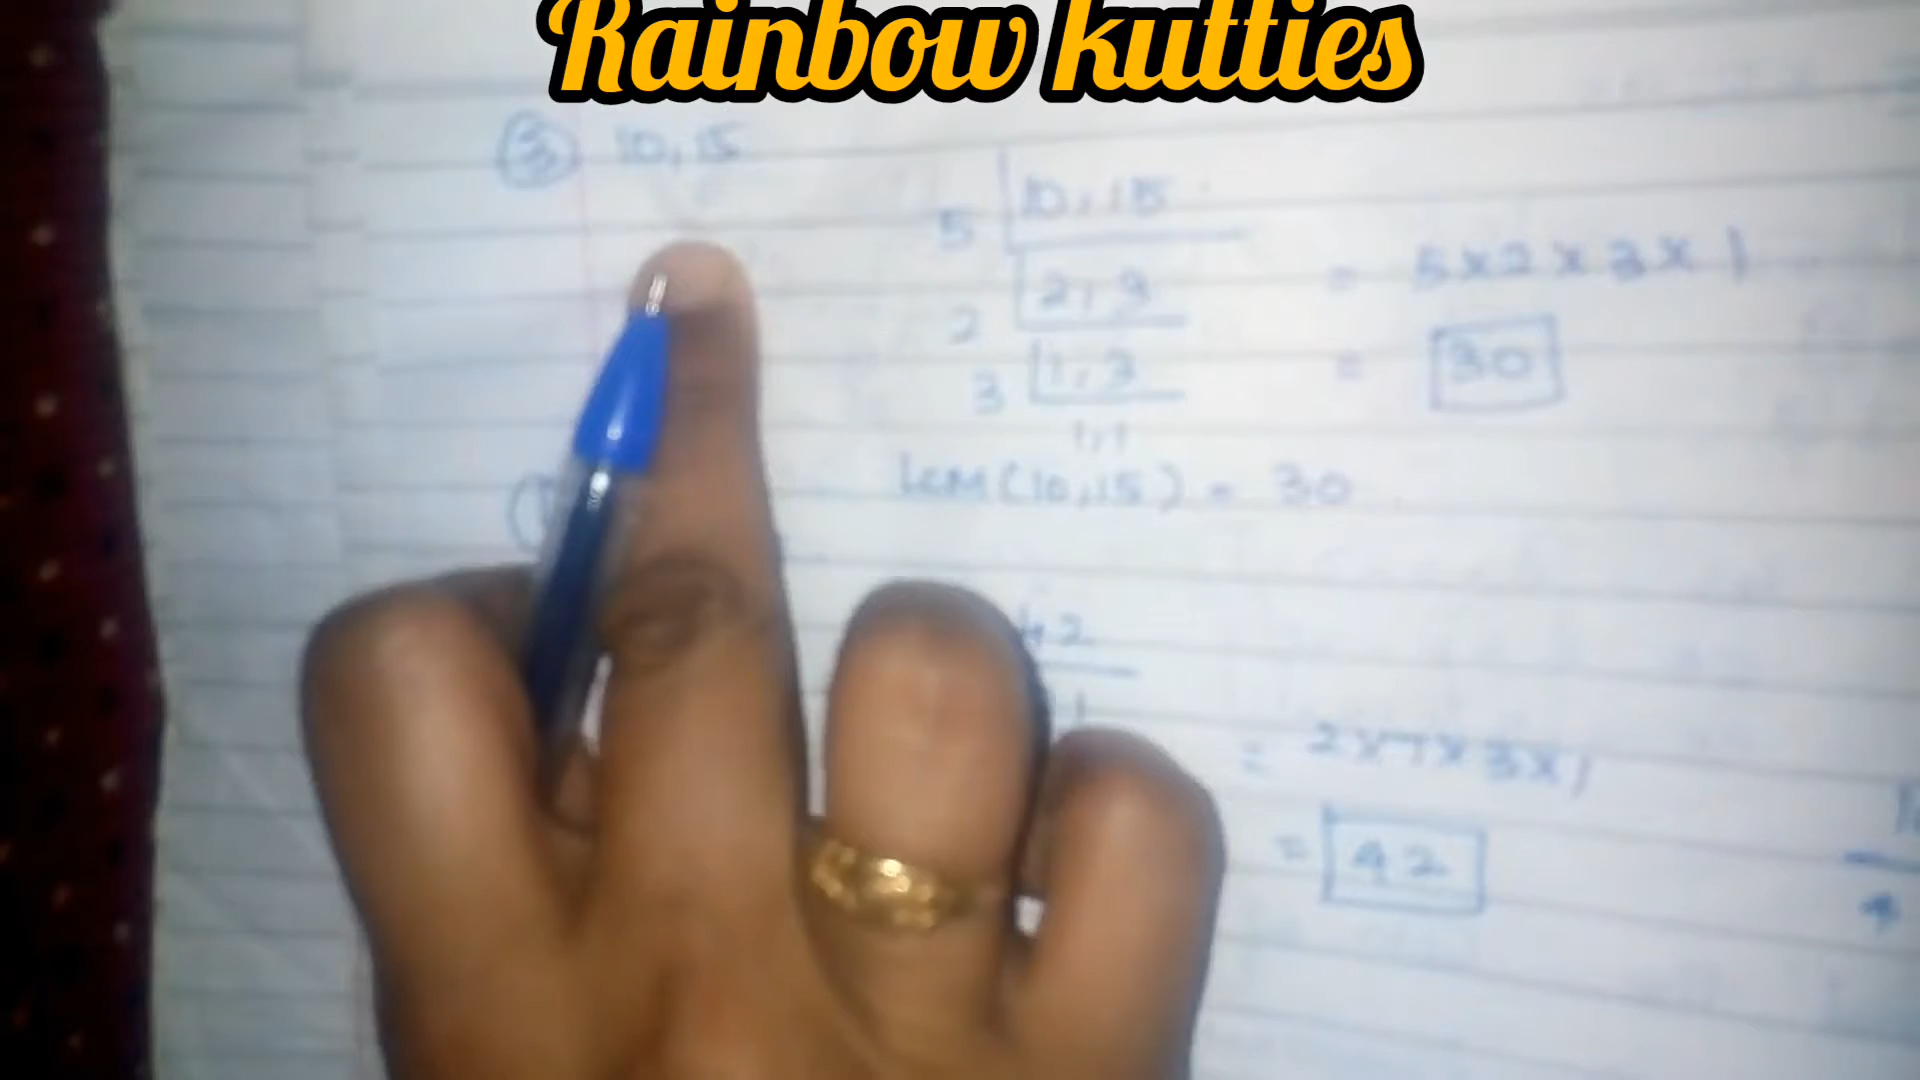 Rainbow kutties
③ 10, 15
5 | 10, 15
2 | 2, 3
3 | 1, 3
1, 1
= 5 x 2 x 3 x 1
= 30
LCM (10, 15) = 30
42
1
= 2 x 7 x 3 x 1
= 42